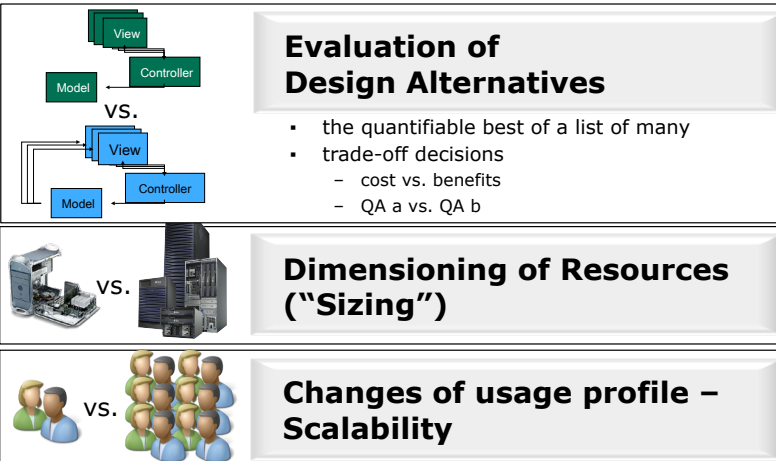 View
Controller
Model
vs.
View
Controller
Model
Evaluation of
Design Alternatives
▪ the quantifiable best of a list of many
▪ trade-off decisions
– cost vs. benefits
– QA a vs. QA b
vs.
Dimensioning of Resources
(“Sizing”)
vs.
Changes of usage profile –
Scalability